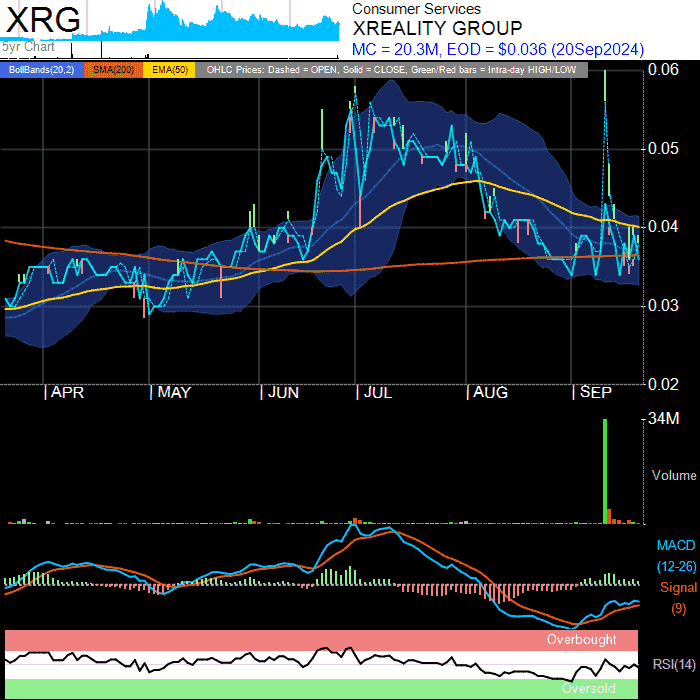 XRG
5yr Chart
Consumer Services
XREALITY GROUP
MC = 20.3M, EOD = $0.036 (20Sep2024)
BollBands(20,2) SMA(200) EMA(50) OHLC Prices: Dashed = OPEN, Solid = CLOSE, Green/Red bars = Intra-day HIGH/LOW
0.06
0.05
0.04
0.03
0.02
APR MAY JUN JUL AUG SEP
34M
Volume
MACD
(12-26)
Signal
(9)
Overbought
RSI(14)
Oversold